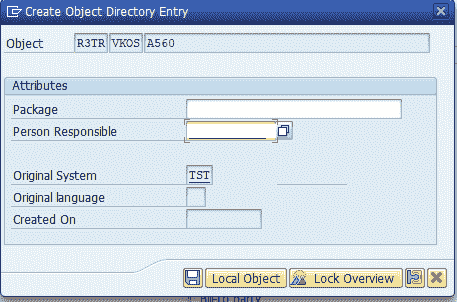 Create Object Directory Entry
Object R3TR VKOS A560
Attributes
Package
Person Responsible
Original System TST
Original language
Created On
Local Object Lock Overview